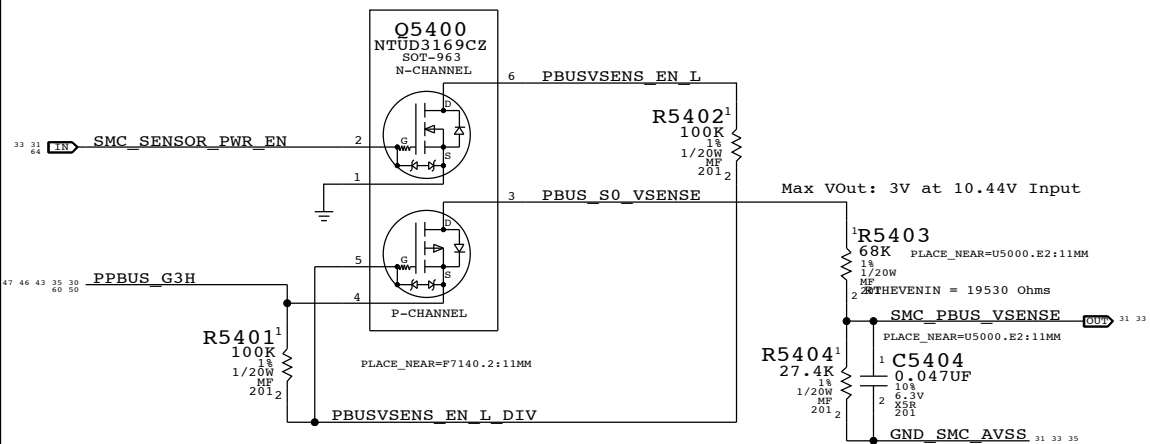 Q5400
NTUD3169CZ
SOT-963
N-CHANNEL
6 PBUSVSENS_EN_L
D
R5402 1
100K
1%
1/20W
MF
201 2
33 31
64
IN SMC_SENSOR_PWR_EN 2
G
S
1
3 PBUS_S0_VSENSE
Max VOut: 3V at 10.44V Input
D
1 R5403
68K PLACE_NEAR=U5000.E2:11MM
1%
1/20W
MF
2 RTHEVENIN = 19530 Ohms
5
G
S
47 46 43 35 30
60 50
PPBUS_G3H
4
P-CHANNEL
SMC_PBUS_VSENSE OUT 31 33
PLACE_NEAR=U5000.E2:11MM
R5401 1
100K
1%
1/20W
MF
201 2
PLACE_NEAR=F7140.2:11MM
R5404 1
27.4K
1%
1/20W
MF
201 2
1 C5404
0.047UF
10%
6.3V
X5R
2 201
PBUSVSENS_EN_L_DIV
GND_SMC_AVSS 31 33 35